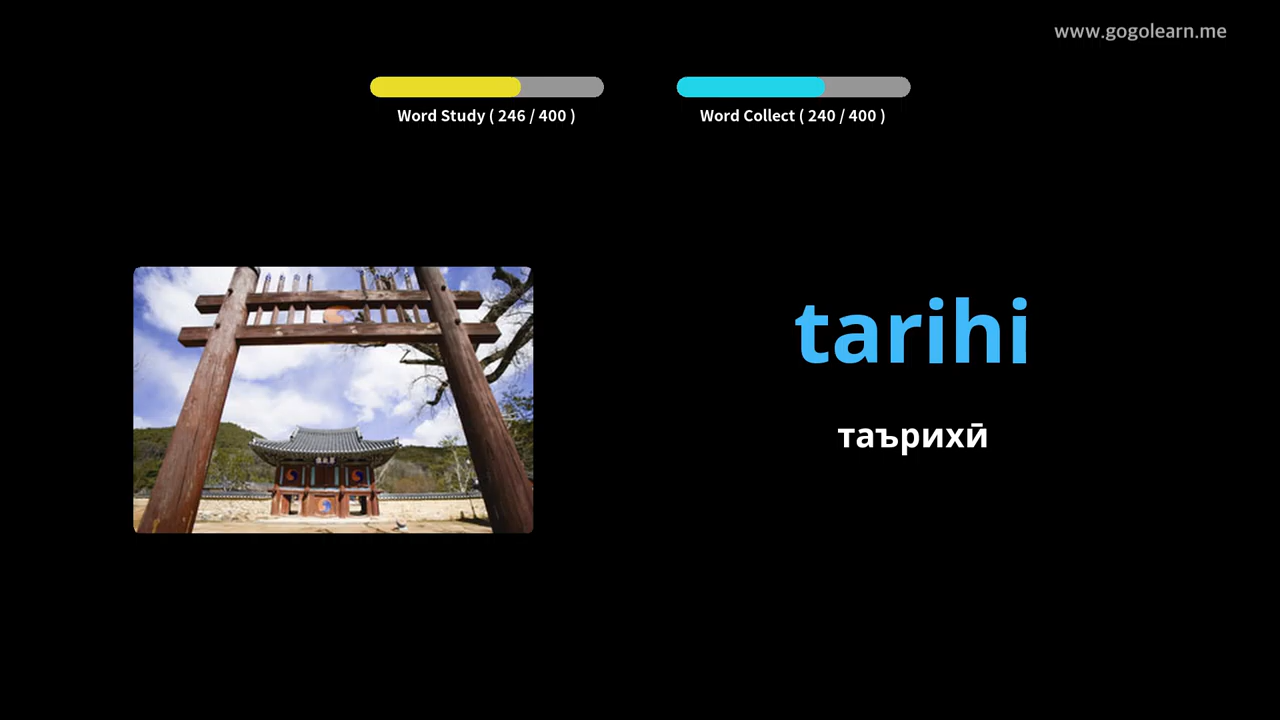 www.gogolearn.me
Word Study ( 246 / 400 )
Word Collect ( 240 / 400 )
tarihi
таърихӣ